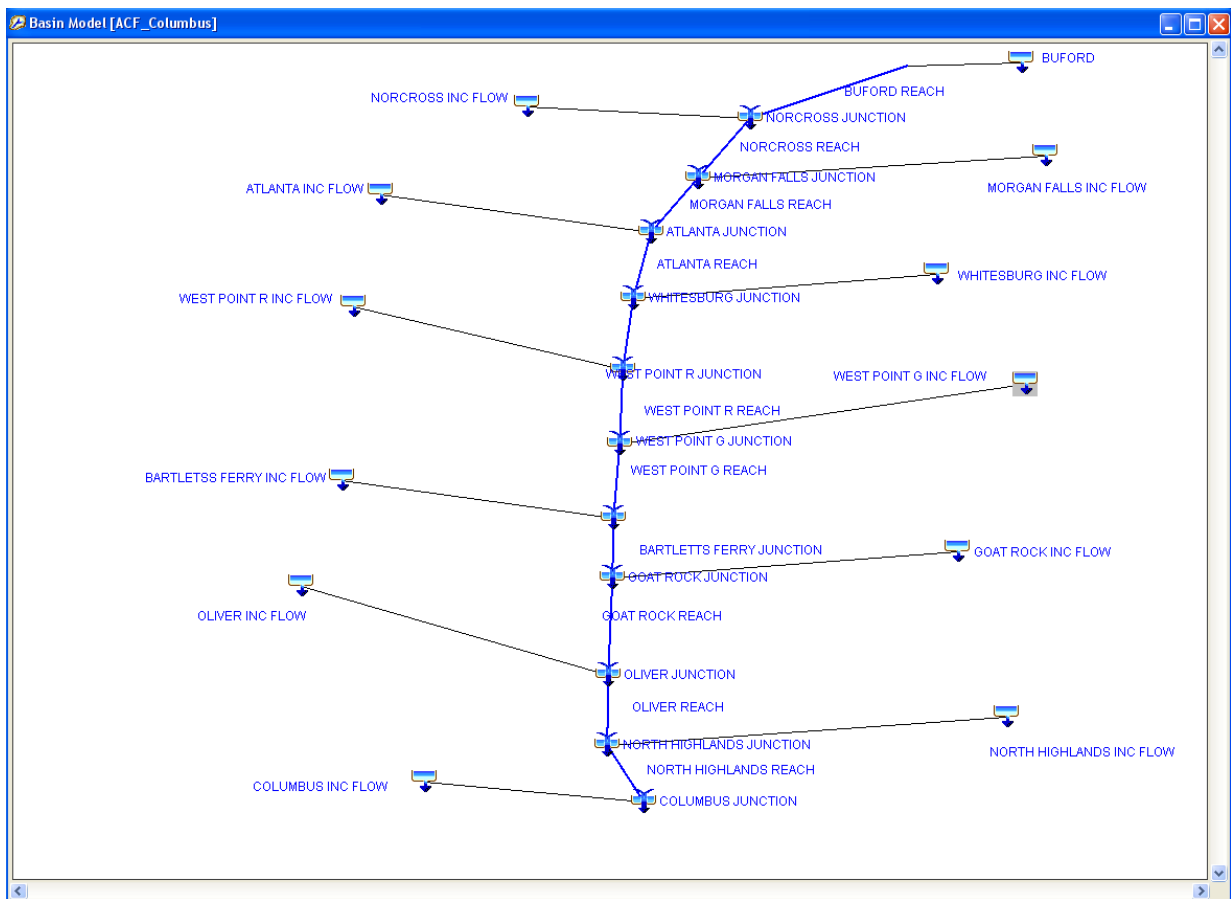 Basin Model [ACF_Columbus]
BUFORD
BUFORD REACH
NORCROSS INC FLOW
NORCROSS JUNCTION
NORCROSS REACH
MORGAN FALLS JUNCTION
MORGAN FALLS INC FLOW
ATLANTA INC FLOW
MORGAN FALLS REACH
ATLANTA JUNCTION
ATLANTA REACH
WHITESBURG INC FLOW
WEST POINT R INC FLOW
WHITESBURG JUNCTION
WEST POINT R JUNCTION
WEST POINT G INC FLOW
WEST POINT R REACH
WEST POINT G JUNCTION
WEST POINT G REACH
BARTLETSS FERRY INC FLOW
BARTLETTS FERRY JUNCTION
GOAT ROCK INC FLOW
GOAT ROCK JUNCTION
OLIVER INC FLOW
GOAT ROCK REACH
OLIVER JUNCTION
OLIVER REACH
NORTH HIGHLANDS JUNCTION
NORTH HIGHLANDS INC FLOW
NORTH HIGHLANDS REACH
COLUMBUS INC FLOW
COLUMBUS JUNCTION